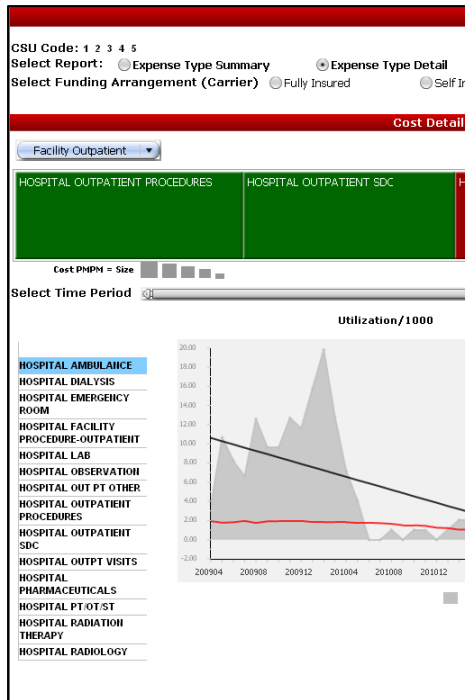 CSU Code: 1 2 3 4 5
Select Report: Expense Type Summary Expense Type Detail
Select Funding Arrangement (Carrier) Fully Insured Self In
Cost Detail
Facility Outpatient
HOSPITAL OUTPATIENT PROCEDURES HOSPITAL OUTPATIENT SDC H
Cost PMPM = Size
Select Time Period
Utilization/1000
HOSPITAL AMBULANCE
HOSPITAL DIALYSIS
HOSPITAL EMERGENCY
ROOM
HOSPITAL FACILITY
PROCEDURE-OUTPATIENT
HOSPITAL LAB
HOSPITAL OBSERVATION
HOSPITAL OUT PT OTHER
HOSPITAL OUTPATIENT
PROCEDURES
HOSPITAL OUTPATIENT
SDC
HOSPITAL OUTPT VISITS
HOSPITAL
PHARMACEUTICALS
HOSPITAL PT/OT/ST
HOSPITAL RADIATION
THERAPY
HOSPITAL RADIOLOGY
20.00
18.00
16.00
14.00
12.00
10.00
8.00
6.00
4.00
2.00
0.00
-2.00
200904 200908 200912 201004 201008 201012